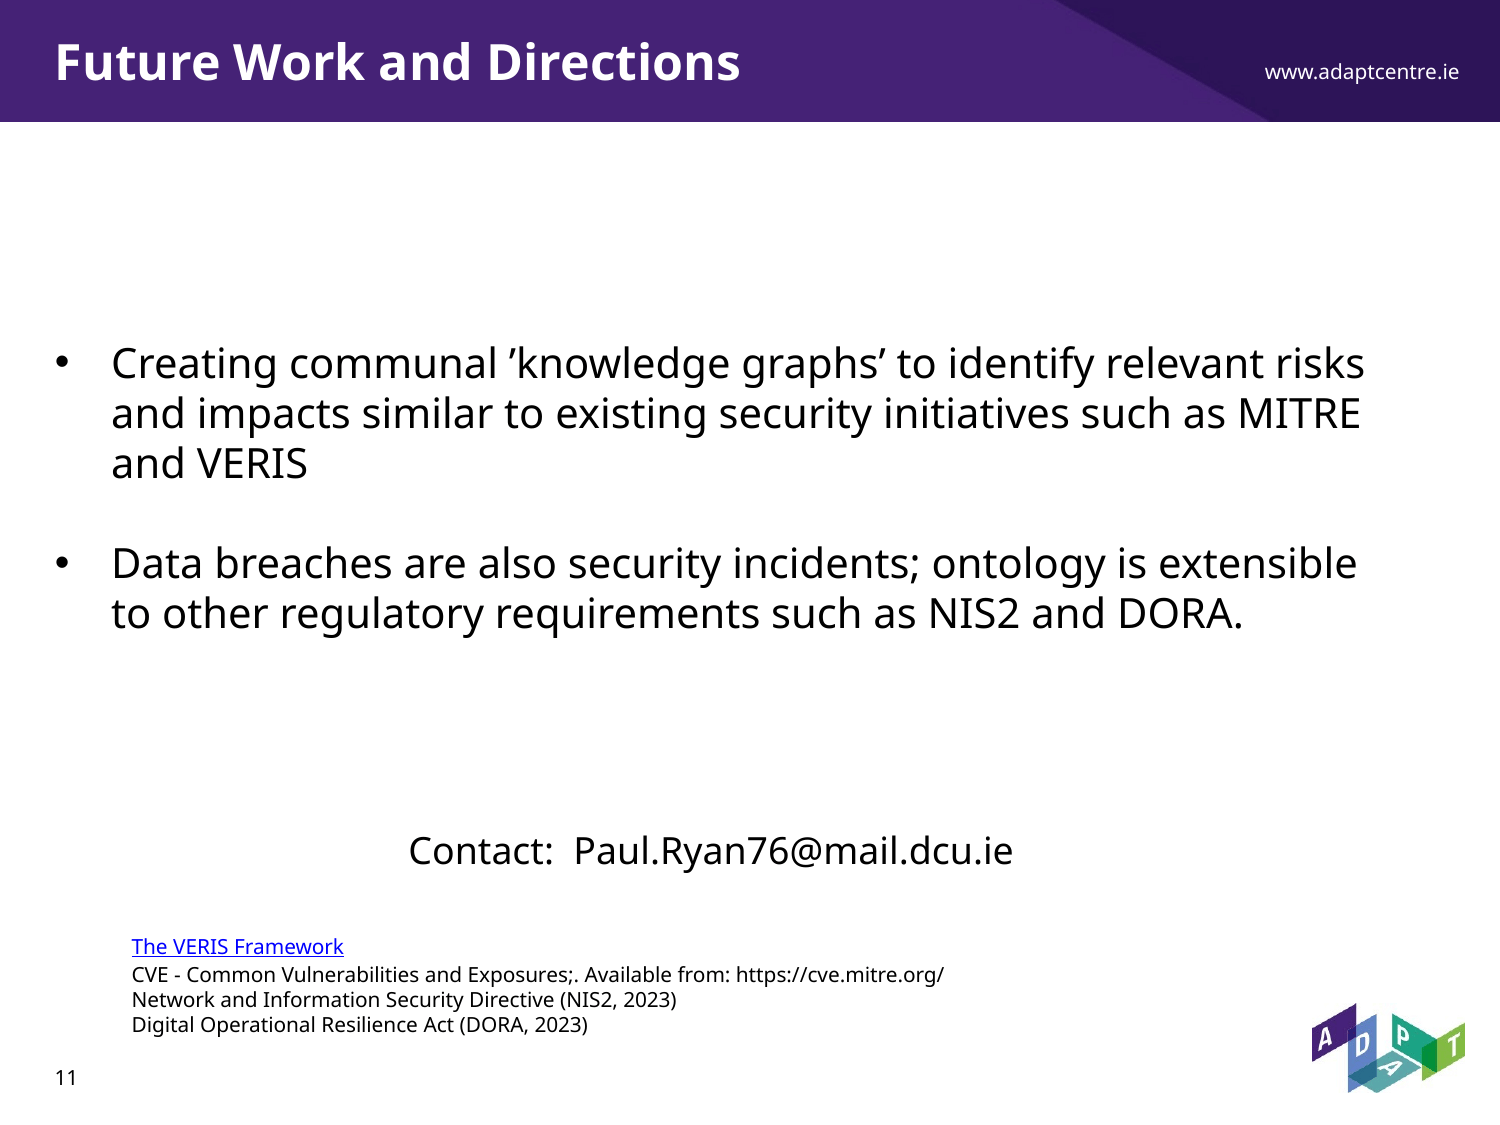 Future Work and Directions
www.adaptcentre.ie
• Creating communal ’knowledge graphs’ to identify relevant risks
and impacts similar to existing security initiatives such as MITRE
and VERIS
• Data breaches are also security incidents; ontology is extensible
to other regulatory requirements such as NIS2 and DORA.
Contact:  Paul.Ryan76@mail.dcu.ie
The VERIS Framework
CVE - Common Vulnerabilities and Exposures;. Available from: https://cve.mitre.org/
Network and Information Security Directive (NIS2, 2023)
Digital Operational Resilience Act (DORA, 2023)
ADAPT
11